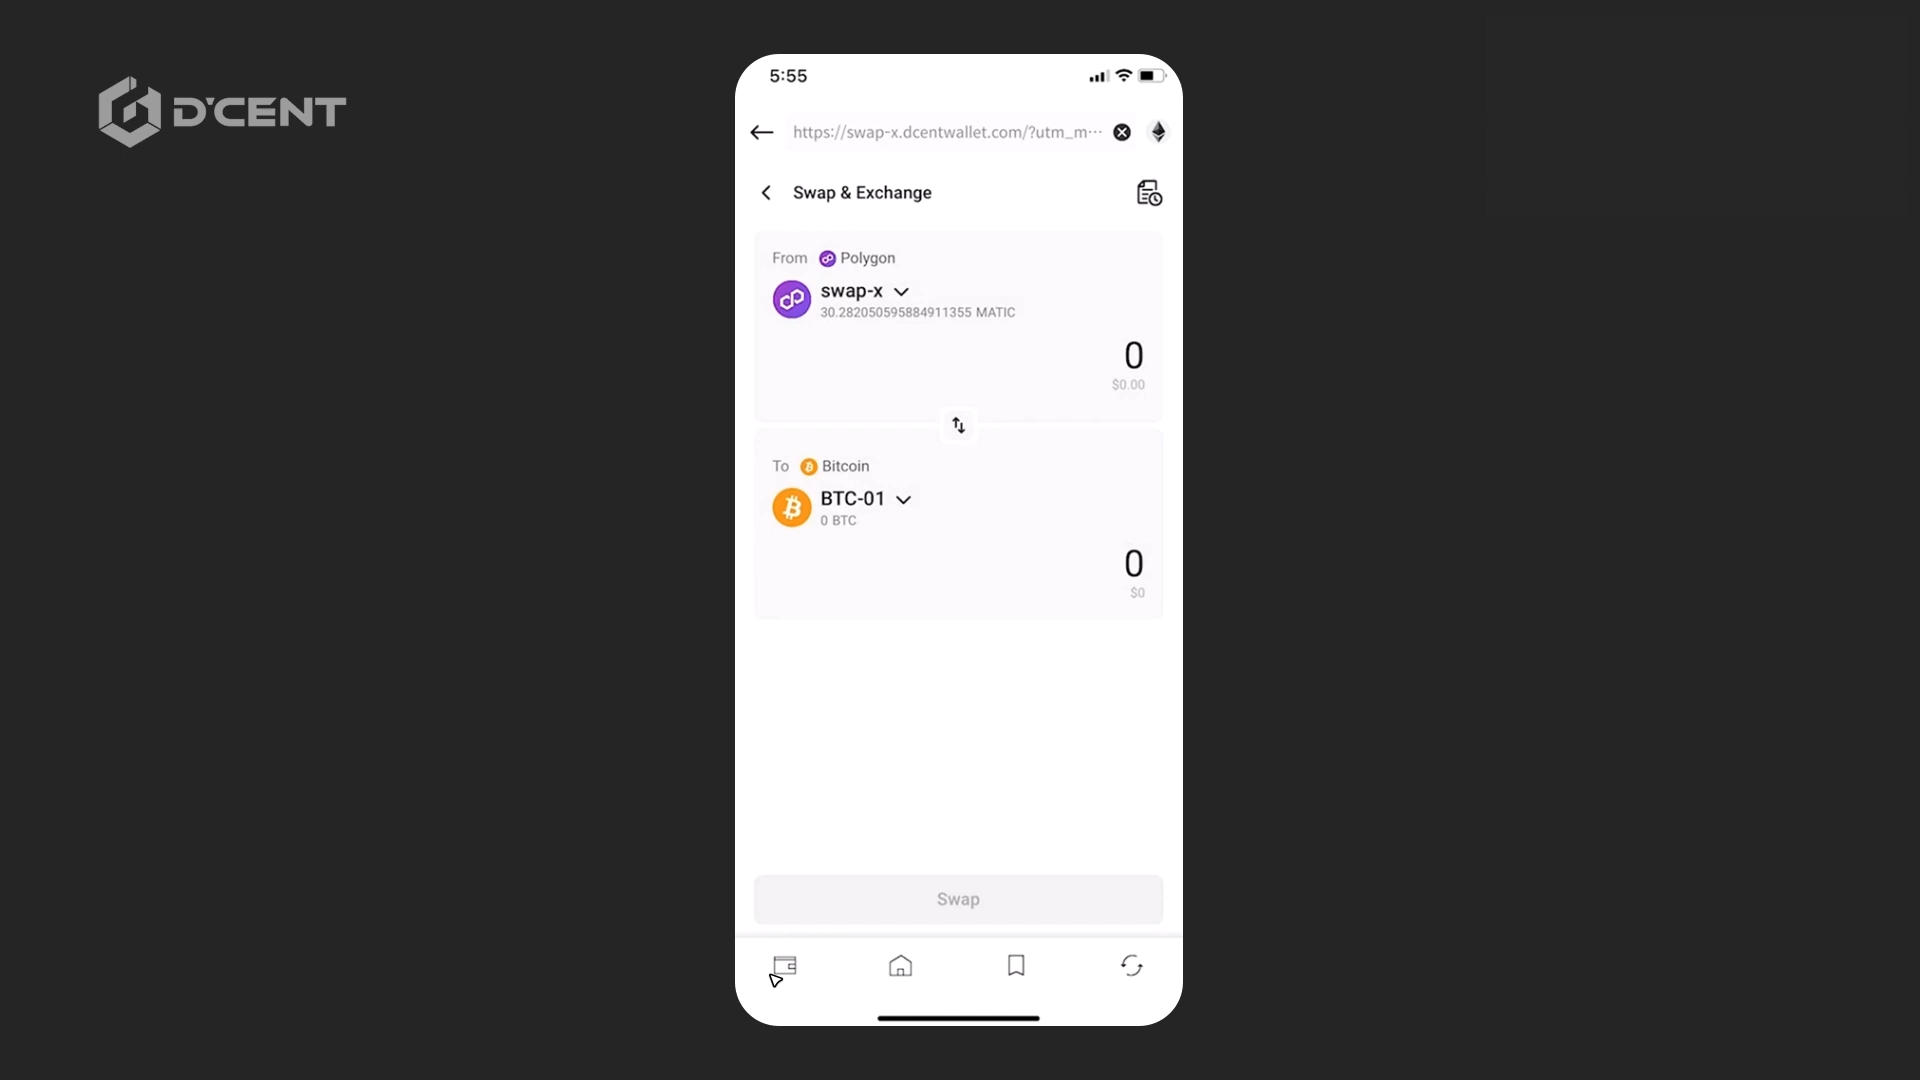 D'CENT
5:55
https://swap-x.dcentwallet.com/?utm_m···
Swap & Exchange
From Polygon
swap-x
30.282050595884911355 MATIC
0
$0.00
To Bitcoin
BTC-01
0 BTC
0
$0
Swap